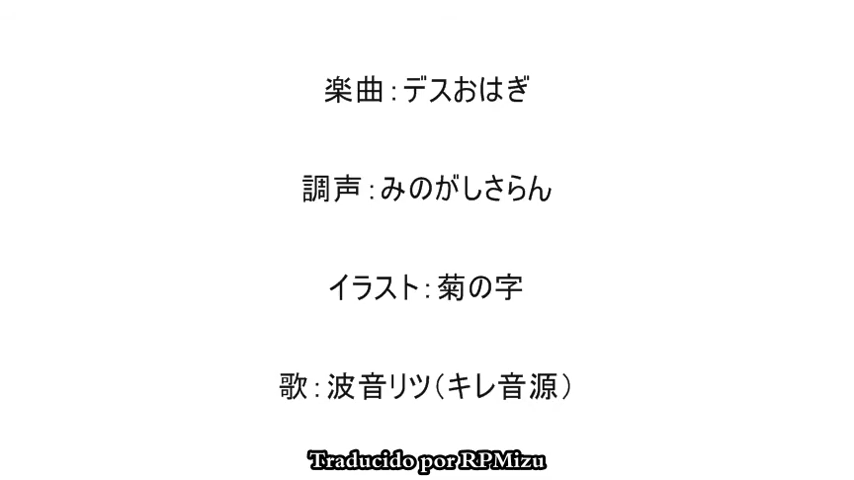 楽曲：デスおはぎ
調声：みのがしさらん
イラスト：菊の字
歌：波音リツ（キレ音源）
Traducido por RPMizu